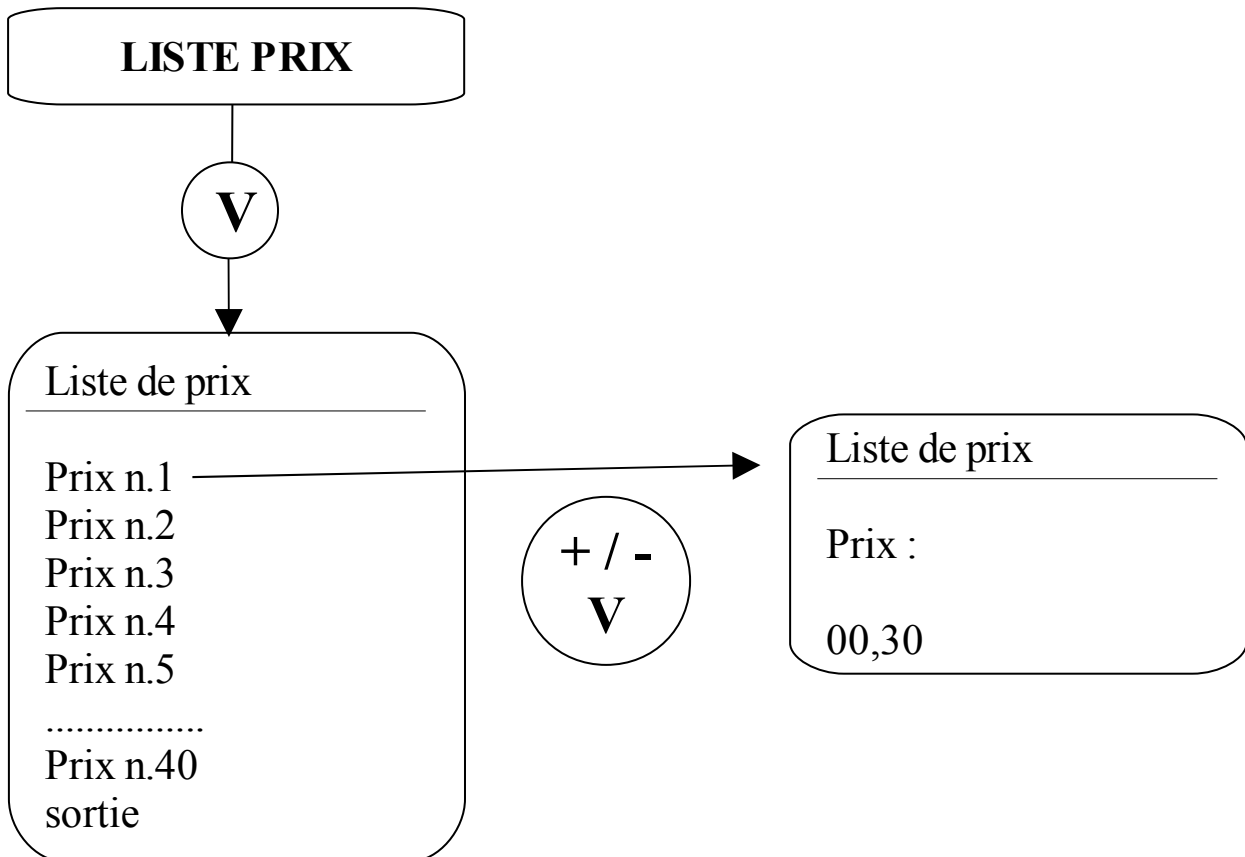 LISTE PRIX
V
Liste de prix
Prix n.1
Prix n.2
Prix n.3
Prix n.4
Prix n.5
................
Prix n.40
sortie
+ / -
V
Liste de prix
Prix :
00,30